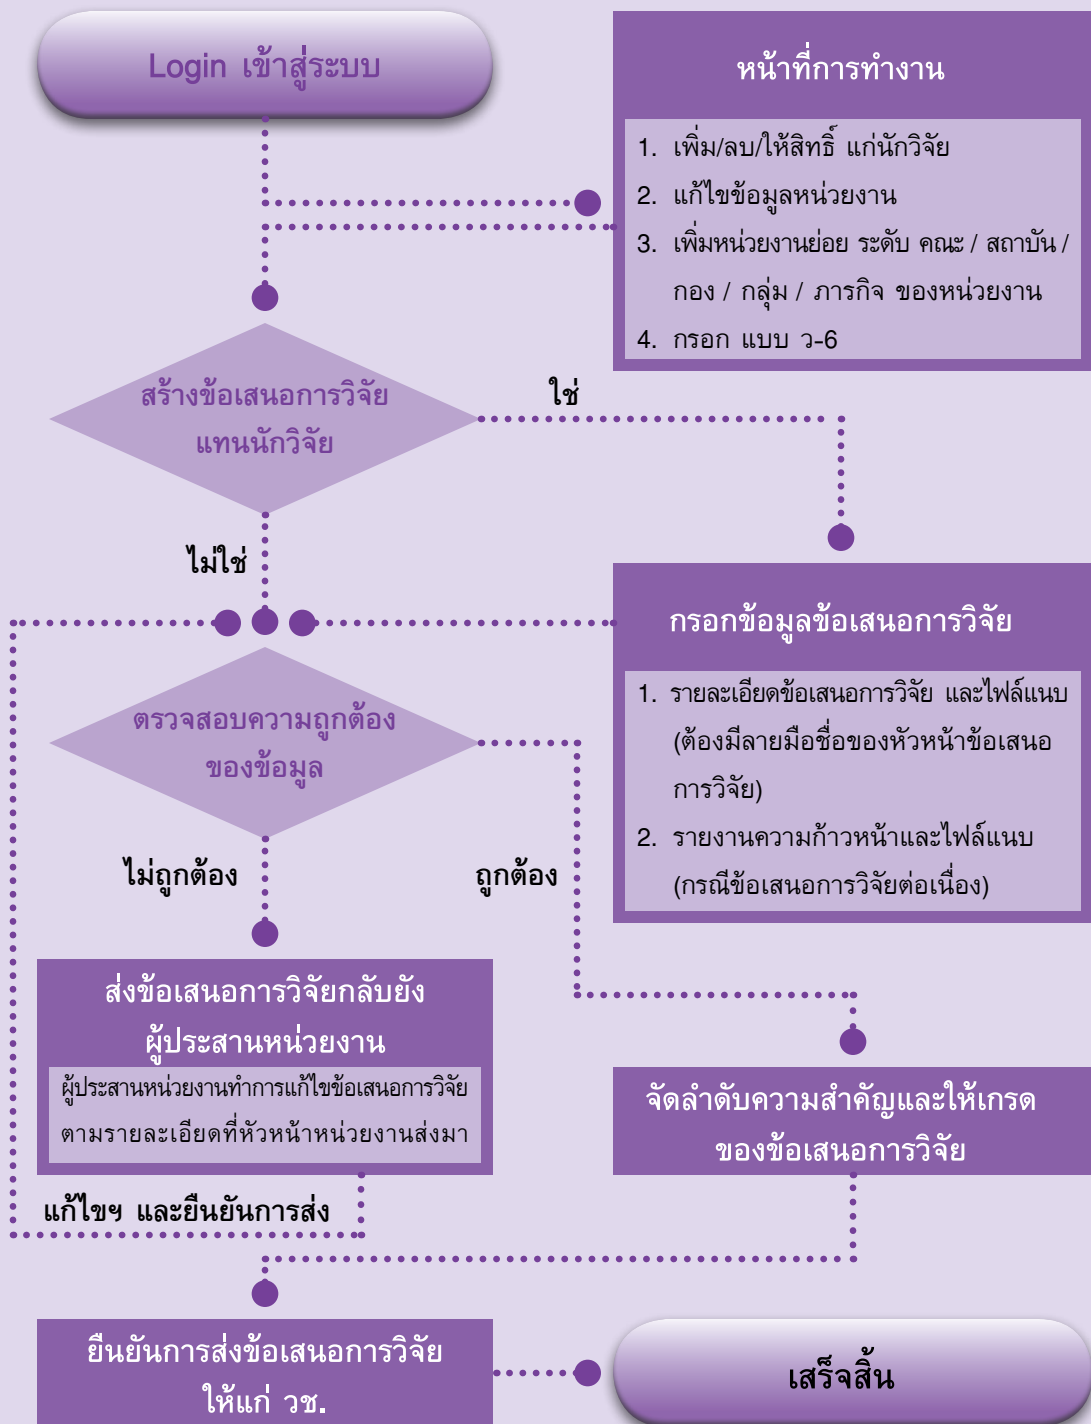 Login เข้าสู่ระบบ
หน้าที่การทำงาน
1. เพิ่ม/ลบ/ให้สิทธิ์ แก่นักวิจัย
2. แก้ไขข้อมูลหน่วยงาน
3. เพิ่มหน่วยงานย่อย ระดับ คณะ / สถาบัน /
กอง / กลุ่ม / ภารกิจ ของหน่วยงาน
4. กรอก แบบ ว-6
สร้างข้อเสนอการวิจัย
แทนนักวิจัย
ใช่
ไม่ใช่
กรอกข้อมูลข้อเสนอการวิจัย
1. รายละเอียดข้อเสนอการวิจัย และไฟล์แนบ
(ต้องมีลายมือชื่อของหัวหน้าข้อเสนอ
การวิจัย)
2. รายงานความก้าวหน้าและไฟล์แนบ
(กรณีข้อเสนอการวิจัยต่อเนื่อง)
ตรวจสอบความถูกต้อง
ของข้อมูล
ไม่ถูกต้อง
ถูกต้อง
ส่งข้อเสนอการวิจัยกลับยัง
ผู้ประสานหน่วยงาน
ผู้ประสานหน่วยงานทำการแก้ไขข้อเสนอการวิจัย
ตามรายละเอียดที่หัวหน้าหน่วยงานส่งมา
จัดลำดับความสำคัญและให้เกรด
ของข้อเสนอการวิจัย
แก้ไขฯ และยืนยันการส่ง
ยืนยันการส่งข้อเสนอการวิจัย
ให้แก่ วช.
เสร็จสิ้น